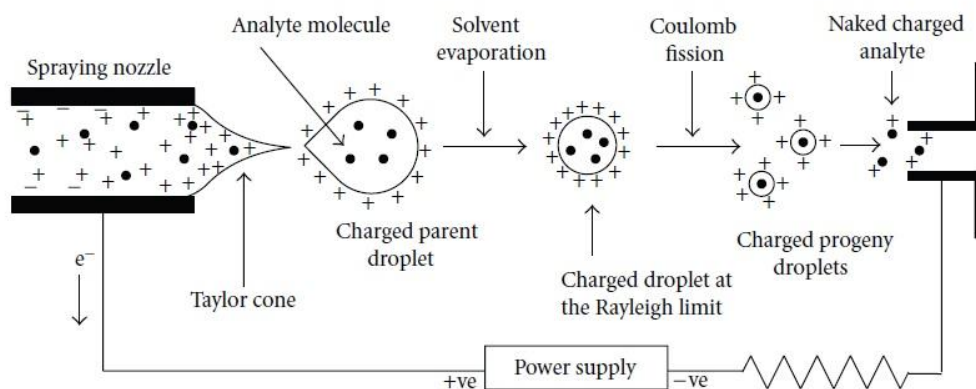 Analyte molecule
Solvent
evaporation
Coulomb
fission
Naked charged
analyte
Spraying nozzle
Charged parent
droplet
Charged progeny
droplets
e⁻
Taylor cone
Charged droplet at
the Rayleigh limit
+ve
Power supply
−ve